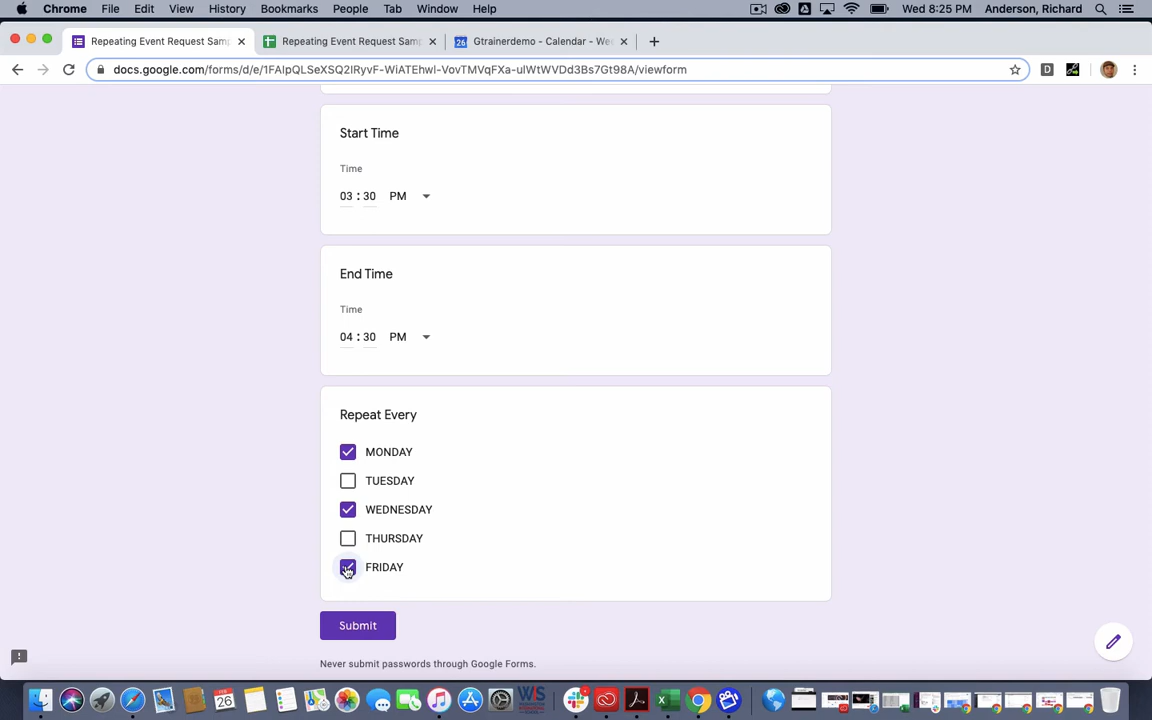 Chrome File Edit View History Bookmarks People Tab Window Help Wed 8:25 PM Anderson, Richard
Repeating Event Request Sam Repeating Event Request Sam 26 Gtrainerdemo - Calendar - We
docs.google.com/forms/d/e/1FAIpQLSeXSQ2IRyvF-WiATEhwl-VovTMVqFXa-uIWtWVDd3Bs7Gt98A/viewform
Start Time
Time
03 : 30 PM
End Time
Time
04 : 30 PM
Repeat Every
MONDAY
TUESDAY
WEDNESDAY
THURSDAY
FRIDAY
Submit
Never submit passwords through Google Forms.